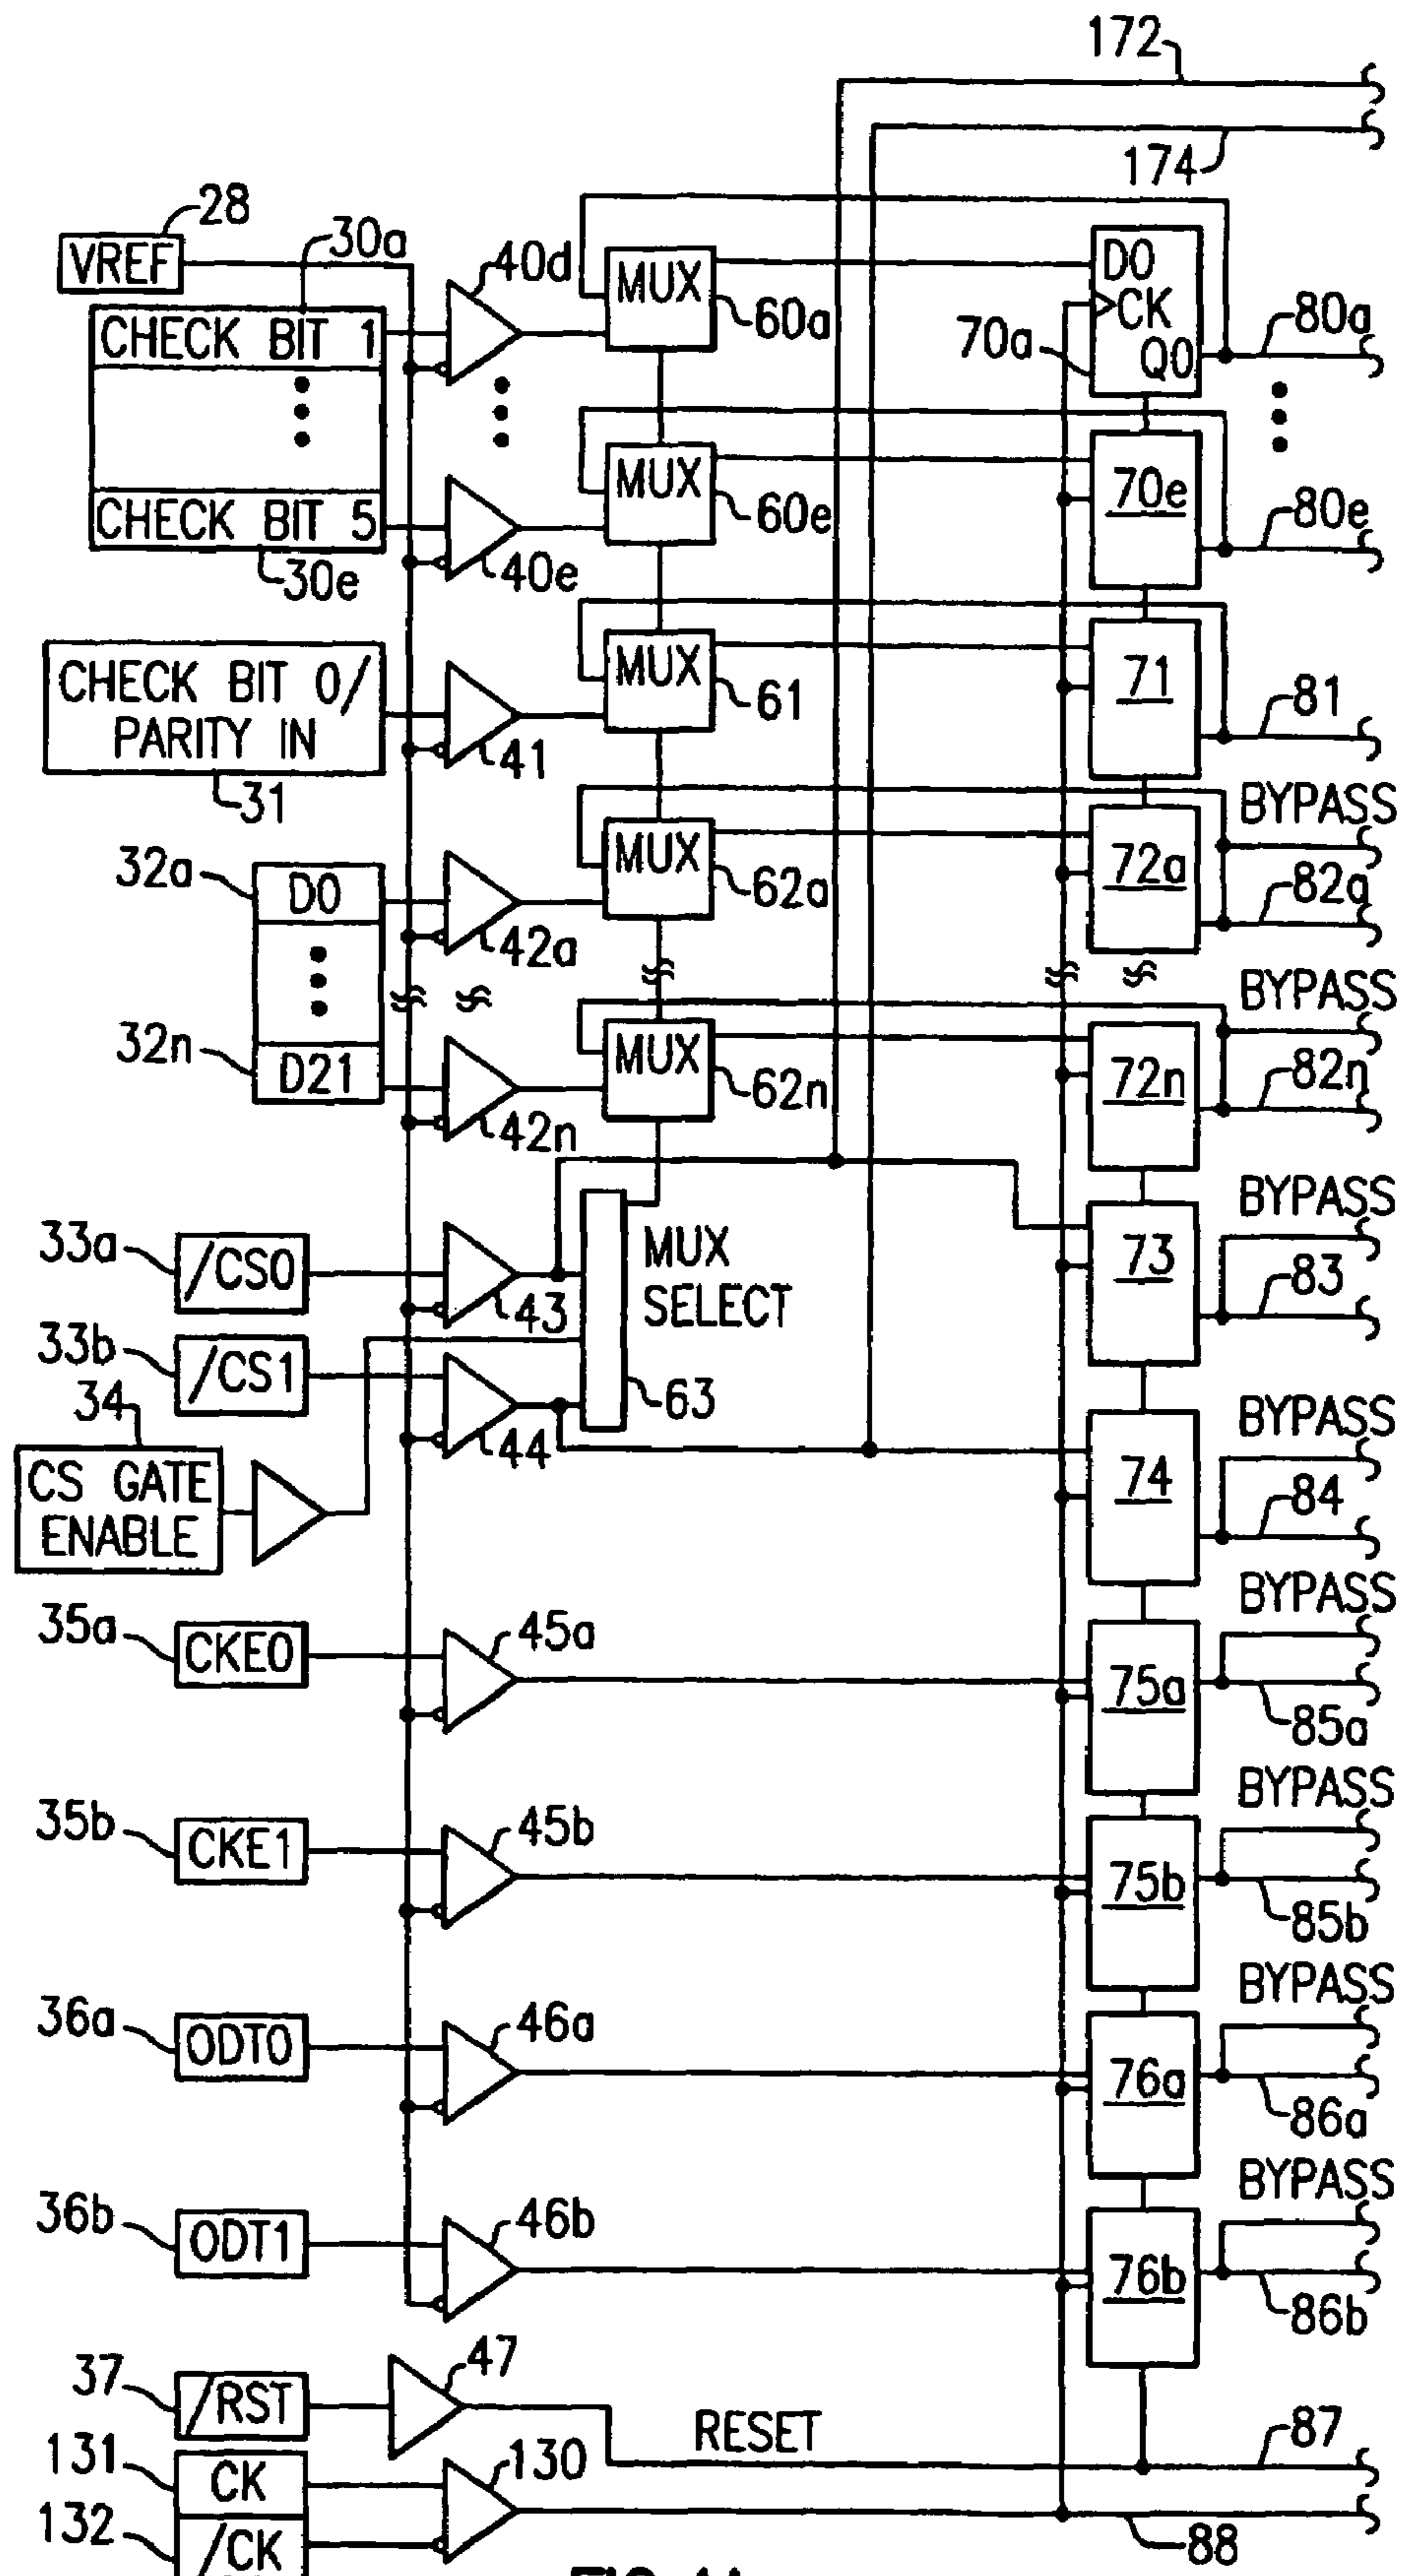 172
174
28
VREF
30a
40d
MUX
60a
D0
CK
Q0
70a
80a
CHECK BIT 1
CHECK BIT 5
30e
40e
MUX
60e
70e
80e
CHECK BIT 0/
PARITY IN
31
41
MUX
61
71
81
BYPASS
32a
D0
42a
MUX
62a
72a
82a
BYPASS
32n
D21
42n
MUX
62n
72n
82n
BYPASS
33a
/CS0
43
MUX
SELECT
63
73
83
33b
/CS1
44
BYPASS
34
CS GATE
ENABLE
74
84
BYPASS
35a
CKE0
45a
75a
85a
BYPASS
35b
CKE1
45b
75b
85b
BYPASS
36a
ODT0
46a
76a
86a
BYPASS
36b
ODT1
46b
76b
86b
37
/RST
47
RESET
87
131
CK
130
132
/CK
88